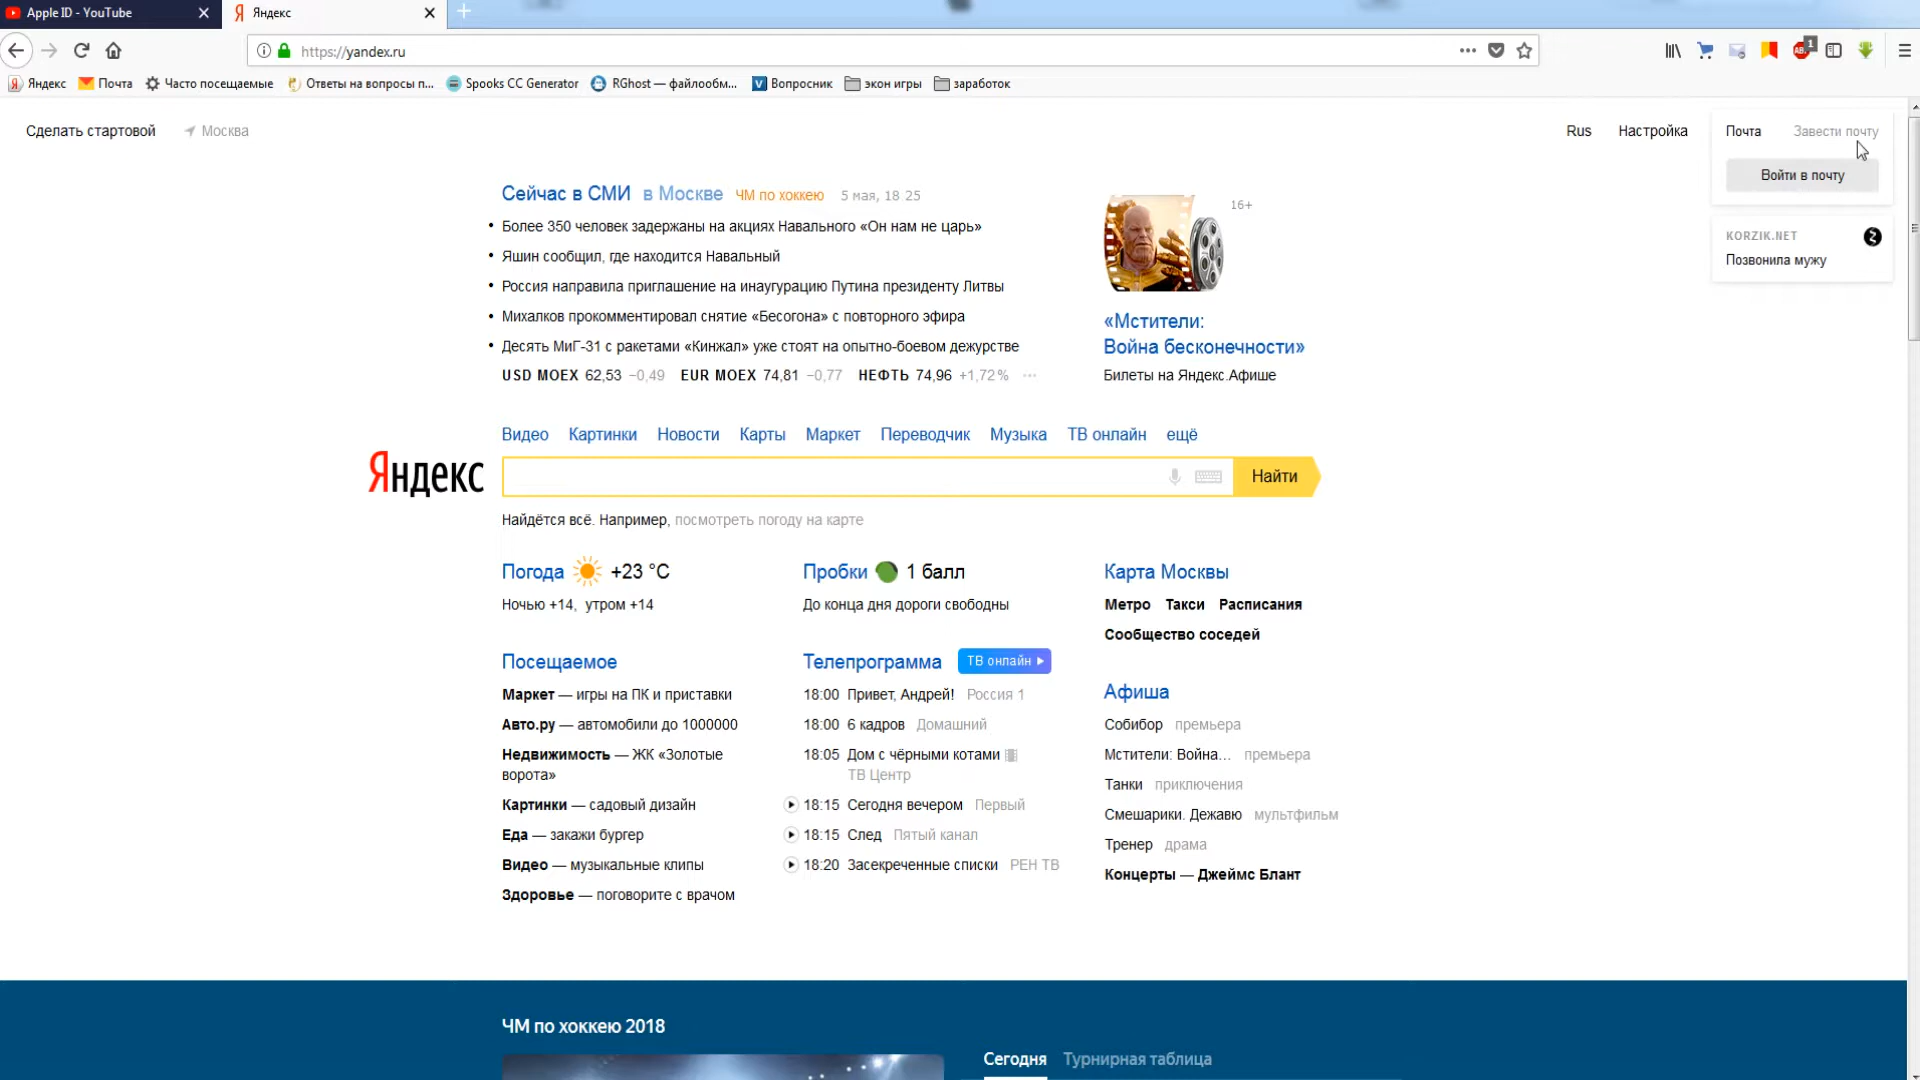 Apple ID - YouTube
Яндекс
https://yandex.ru
1
Яндекс Почта Часто посещаемые Ответы на вопросы п... Spooks CC Generator RGhost — файлообм... Вопросник экон игры заработок
Сделать стартовой Москва Rus Настройка Почта Завести почту
Войти в почту
Сейчас в СМИ в Москве ЧМ по хоккею 5 мая, 18 25
Более 350 человек задержаны на акциях Навального «Он нам не царь»
Яшин сообщил, где находится Навальный
Россия направила приглашение на инаугурацию Путина президенту Литвы
Михалков прокомментировал снятие «Бесогона» с повторного эфира
Десять МиГ-31 с ракетами «Кинжал» уже стоят на опытно-боевом дежурстве
USD MOEX 62,53 −0,49 EUR MOEX 74,81 −0,77 НЕФТЬ 74,96 +1,72% ...
16+
«Мстители:
Война бесконечности»
Билеты на Яндекс.Афише
KORZIK.NET
Позвонила мужу
Видео Картинки Новости Карты Маркет Переводчик Музыка ТВ онлайн ещё
Яндекс Найти
Найдётся всё. Например, посмотреть погоду на карте
Погода +23 °C
Ночью +14, утром +14
Пробки 1 балл
До конца дня дороги свободны
Карта Москвы
Метро Такси Расписания
Сообщество соседей
Посещаемое
Маркет — игры на ПК и приставки
Авто.ру — автомобили до 1000000
Недвижимость — ЖК «Золотые
ворота»
Картинки — садовый дизайн
Еда — закажи бургер
Видео — музыкальные клипы
Здоровье — поговорите с врачом
Телепрограмма ТВ онлайн
18:00 Привет, Андрей! Россия 1
18:00 6 кадров Домашний
18:05 Дом с чёрными котами
ТВ Центр
18:15 Сегодня вечером Первый
18:15 След Пятый канал
18:20 Засекреченные списки РЕН ТВ
Афиша
Собибор премьера
Мстители: Война... премьера
Танки приключения
Смешарики. Дежавю мультфильм
Тренер драма
Концерты — Джеймс Блант
ЧМ по хоккею 2018
Сегодня Турнирная таблица